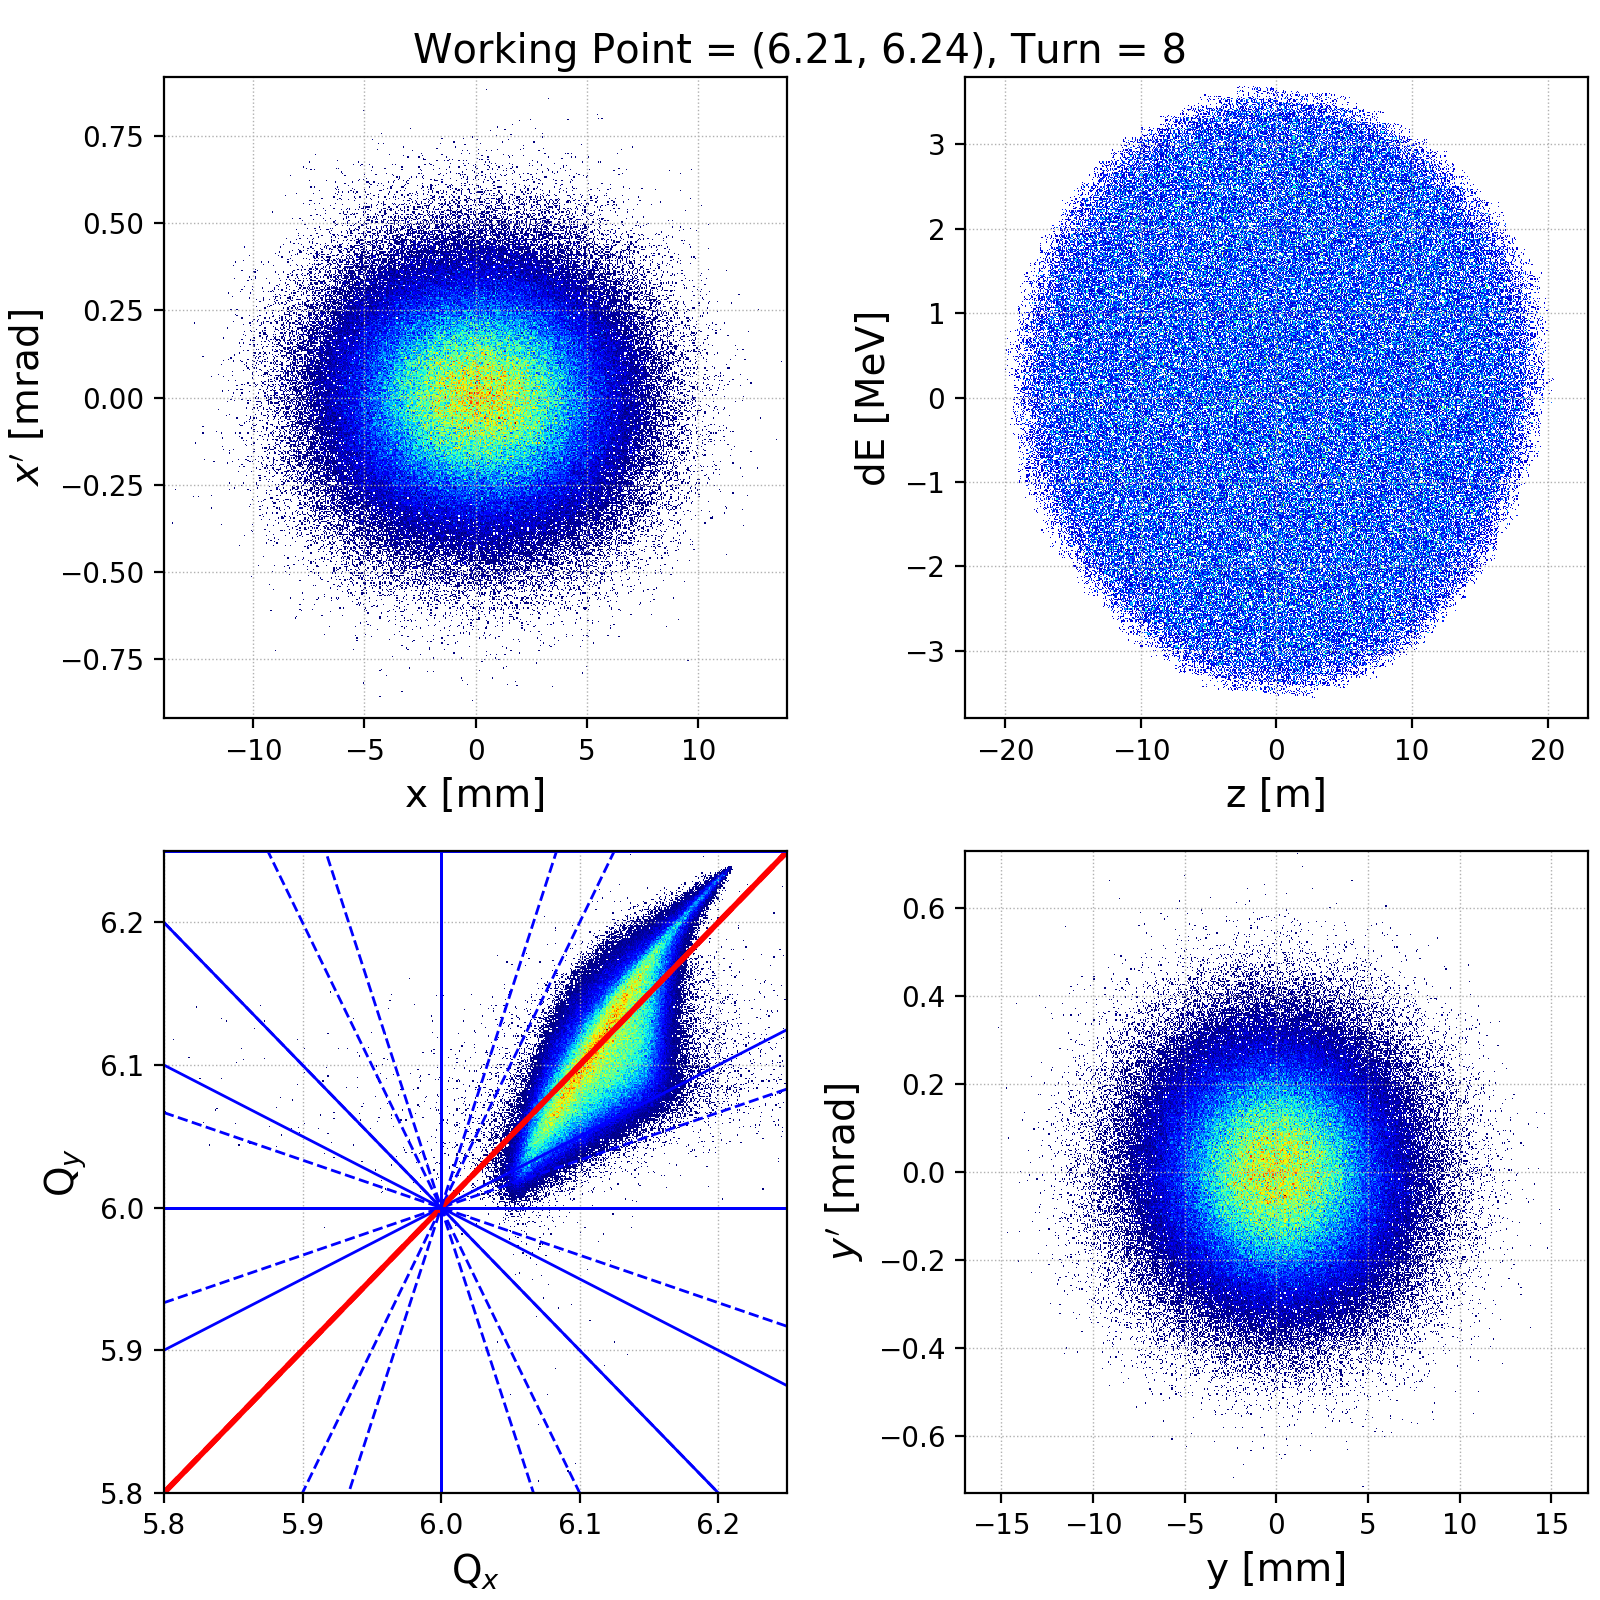 Working Point = (6.21, 6.24), Turn = 8
0.75
0.50
0.25
0.00
−0.25
−0.50
−0.75
x′ [mrad]
−10 −5 0 5 10
x [mm]
3
2
1
0
−1
−2
−3
dE [MeV]
−20 −10 0 10 20
z [m]
6.2
6.1
6.0
5.9
5.8
Qy
5.8 5.9 6.0 6.1 6.2
Qx
0.6
0.4
0.2
0.0
−0.2
−0.4
−0.6
y′ [mrad]
−15 −10 −5 0 5 10 15
y [mm]